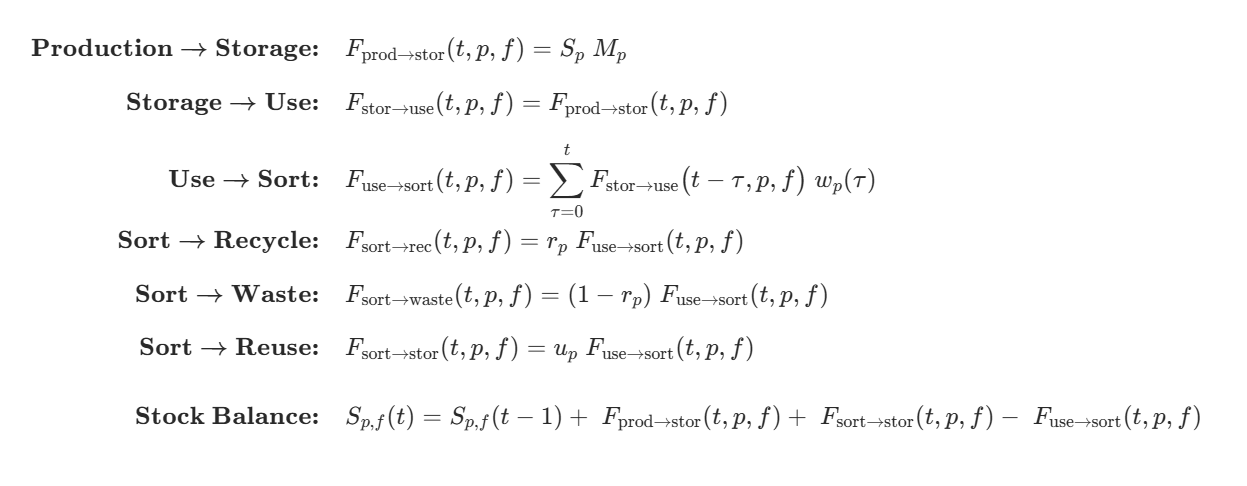 Production → Storage: F_prod→stor(t, p, f) = S_p M_p
Storage → Use: F_stor→use(t, p, f) = F_prod→stor(t, p, f)
Use → Sort: F_use→sort(t, p, f) = ∑_{τ=0}^{t} F_stor→use(t − τ, p, f) w_p(τ)
Sort → Recycle: F_sort→rec(t, p, f) = r_p F_use→sort(t, p, f)
Sort → Waste: F_sort→waste(t, p, f) = (1 − r_p) F_use→sort(t, p, f)
Sort → Reuse: F_sort→stor(t, p, f) = u_p F_use→sort(t, p, f)
Stock Balance: S_{p,f}(t) = S_{p,f}(t − 1) + F_prod→stor(t, p, f) + F_sort→stor(t, p, f) − F_use→sort(t, p, f)